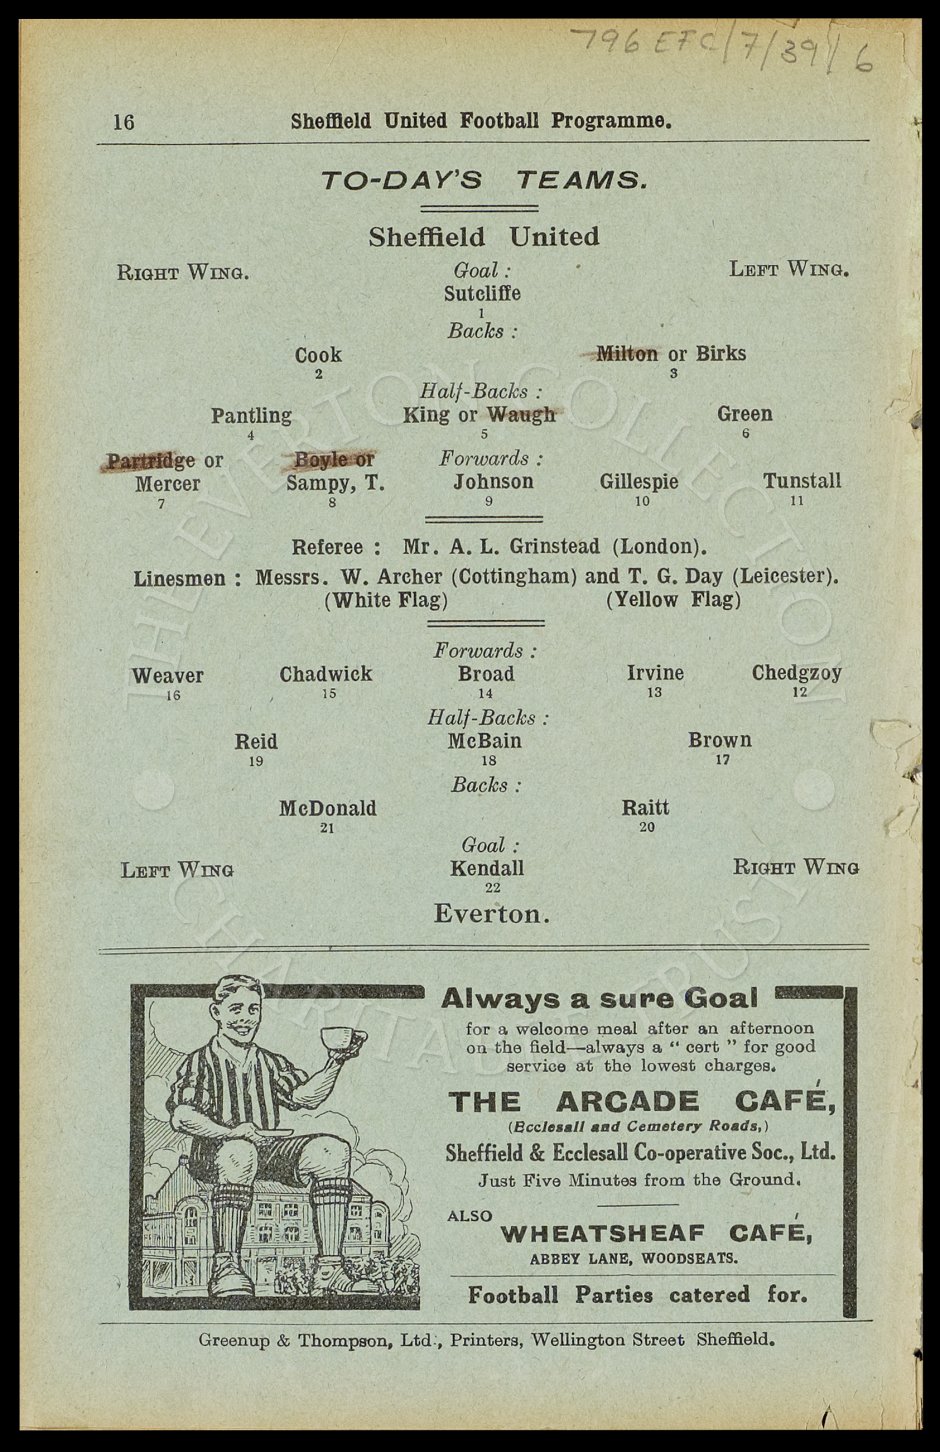 796 EFC/7/39/6
16 Sheffield United Football Programme.
TO-DAY'S TEAMS.
Sheffield United
RIGHT WING. Goal : LEFT WING.
Sutcliffe
1
Backs :
Cook Milton or Birks
2 3
Half-Backs :
Pantling King or Waugh Green
4 5 6
Partridge or Boyle or Forwards :
Mercer Sampy, T. Johnson Gillespie Tunstall
7 8 9 10 11
Referee : Mr. A. L. Grinstead (London).
Linesmen : Messrs. W. Archer (Cottingham) and T. G. Day (Leicester).
(White Flag) (Yellow Flag)
Forwards :
Weaver Chadwick Broad Irvine Chedgzoy
16 15 14 13 12
Half-Backs :
Reid McBain Brown
19 18 17
Backs :
McDonald Raitt
21 20
Goal :
LEFT WING Kendall RIGHT WING
22
Everton.
Always a sure Goal
for a welcome meal after an afternoon
on the field—always a " cert " for good
service at the lowest charges.
THE ARCADE CAFÉ,
(Ecclesall and Cemetery Roads,)
Sheffield & Ecclesall Co-operative Soc., Ltd.
Just Five Minutes from the Ground.
ALSO
WHEATSHEAF CAFÉ,
ABBEY LANE, WOODSEATS.
Football Parties catered for.
Greenup & Thompson, Ltd., Printers, Wellington Street Sheffield.
THE EVERTON COLLECTION
CHARITABLE TRUST